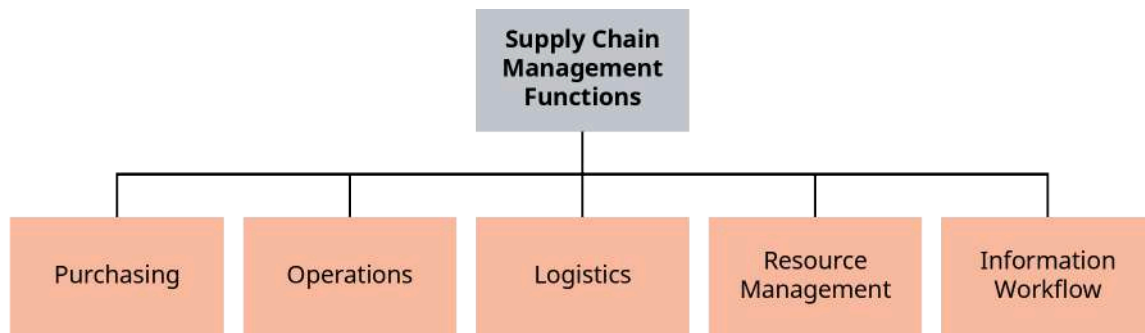 Supply Chain
Management
Functions
Purchasing
Operations
Logistics
Resource
Management
Information
Workflow